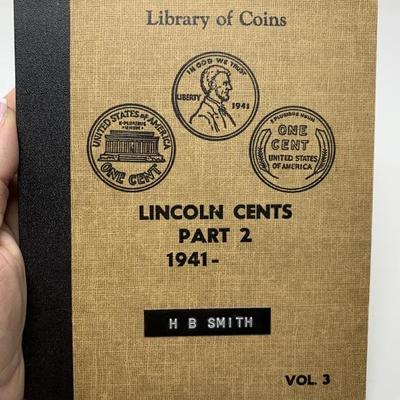 Library of Coins
IN GOD WE TRUST
LIBERTY
1941
UNITED STATES OF AMERICA
E·PLURIBUS
UNUM
ONE CENT
E PLURIBUS UNUM
ONE
CENT
UNITED STATES
OF AMERICA
LINCOLN CENTS
PART 2
1941-
H B SMITH
VOL. 3